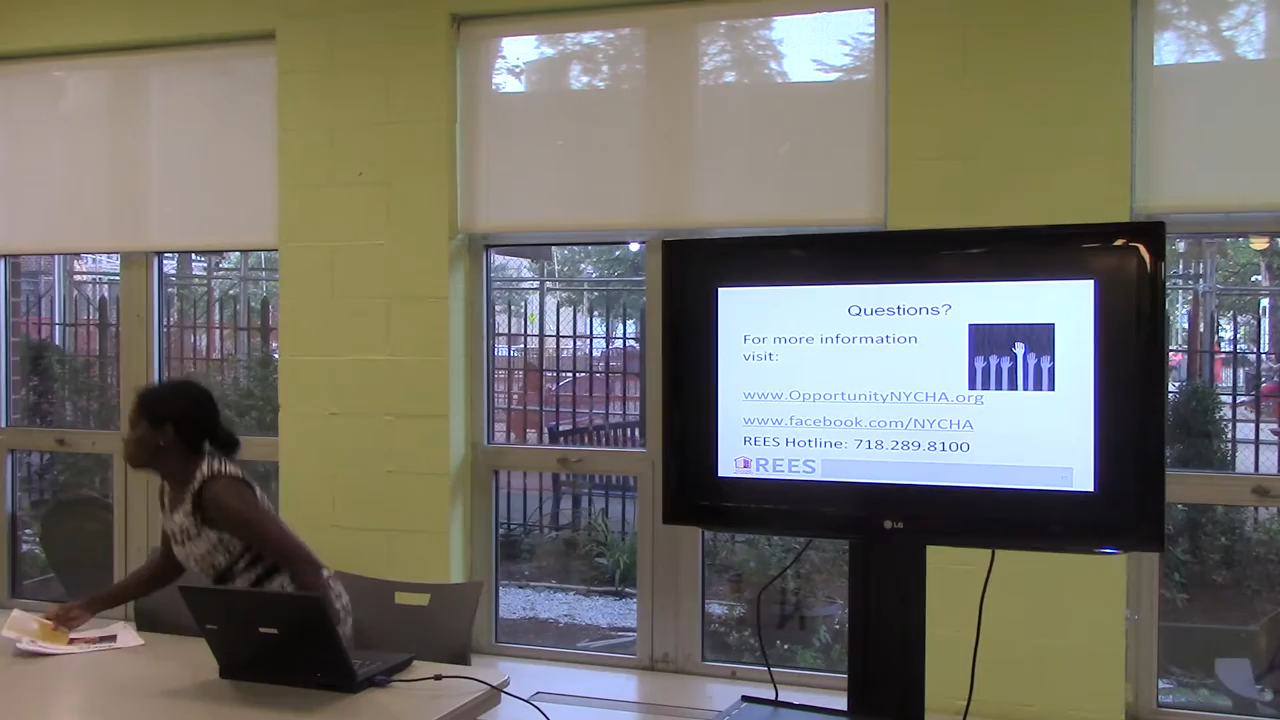 Questions?
For more information
visit:
www.OpportunityNYCHA.org
www.facebook.com/NYCHA
REES Hotline: 718.289.8100
REES
LG